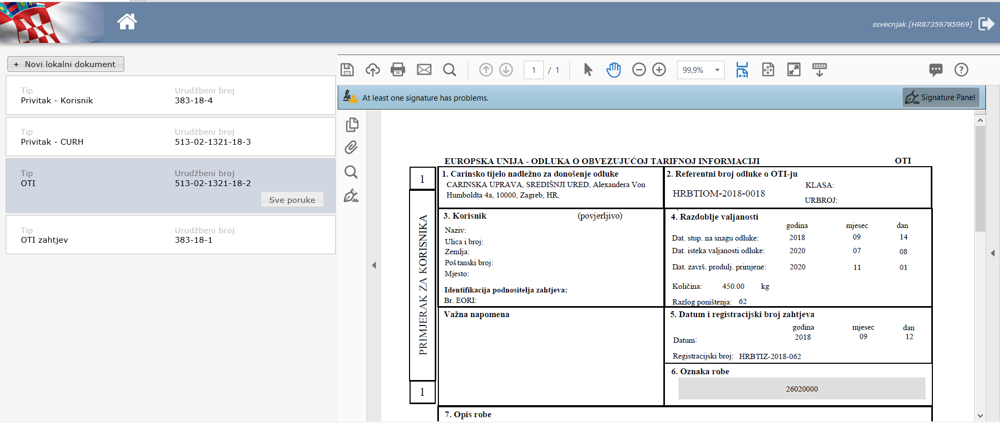 ssvecnjak [HR87359785969]
+ Novi lokalni dokument
Tip Urudžbeni broj
Privitak - Korisnik 383-18-4
Tip Urudžbeni broj
Privitak - CURH 513-02-1321-18-3
Tip Urudžbeni broj
OTI 513-02-1321-18-2
Sve poruke
Tip Urudžbeni broj
OTI zahtjev 383-18-1
1 / 1
99,9%
At least one signature has problems.
Signature Panel
EUROPSKA UNIJA - ODLUKA O OBVEZUJUĆOJ TARIFNOJ INFORMACIJI OTI
1
PRIMJERAK ZA KORISNIKA
1
1. Carinsko tijelo nadležno za donošenje odluke
CARINSKA UPRAVA, SREDIŠNJI URED, Alexandera Von
Humboldta 4a, 10000, Zagreb, HR,
2. Referentni broj odluke o OTI-ju
KLASA:
HRBTIOM-2018-0018
URBROJ:
3. Korisnik (povjerljivo)
Naziv:
Ulica i broj:
Zemlja:
Poštanski broj:
Mjesto:
Identifikacija podnositelja zahtjeva:
Br. EORI:
4. Razdoblje valjanosti
godina mjesec dan
Dat. stup. na snagu odluke: 2018 09 14
Dat. isteka valjanosti odluke: 2020 07 08
Dat. završ. produlj. primjene: 2020 11 01
Količina: 450.00 kg
Razlog poništenja: 62
Važna napomena
5. Datum i registracijski broj zahtjeva
godina mjesec dan
Datum: 2018 09 12
Registracijski broj: HRBTIZ-2018-062
6. Oznaka robe
26020000
7. Opis robe